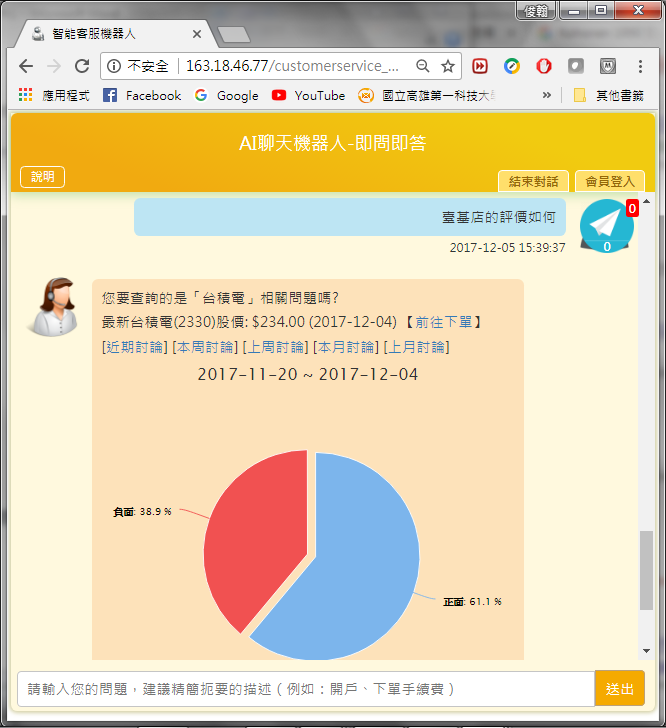 俊翰
智能客服機器人
不安全 163.18.46.77/customerservice_...
應用程式 Facebook Google YouTube 國立高雄第一科技大 » 其他書籤
AI聊天機器人-即問即答
說明
結束對話 會員登入
臺基店的評價如何
0
0
2017-12-05 15:39:37
您要查詢的是「台積電」相關問題嗎?
最新台積電(2330)股價: $234.00 (2017-12-04) 【前往下單】
[近期討論] [本周討論] [上周討論] [本月討論] [上月討論]
2017-11-20 ~ 2017-12-04
負面: 38.9 %
正面: 61.1 %
請輸入您的問題，建議精簡扼要的描述（例如：開戶、下單手續費）
送出